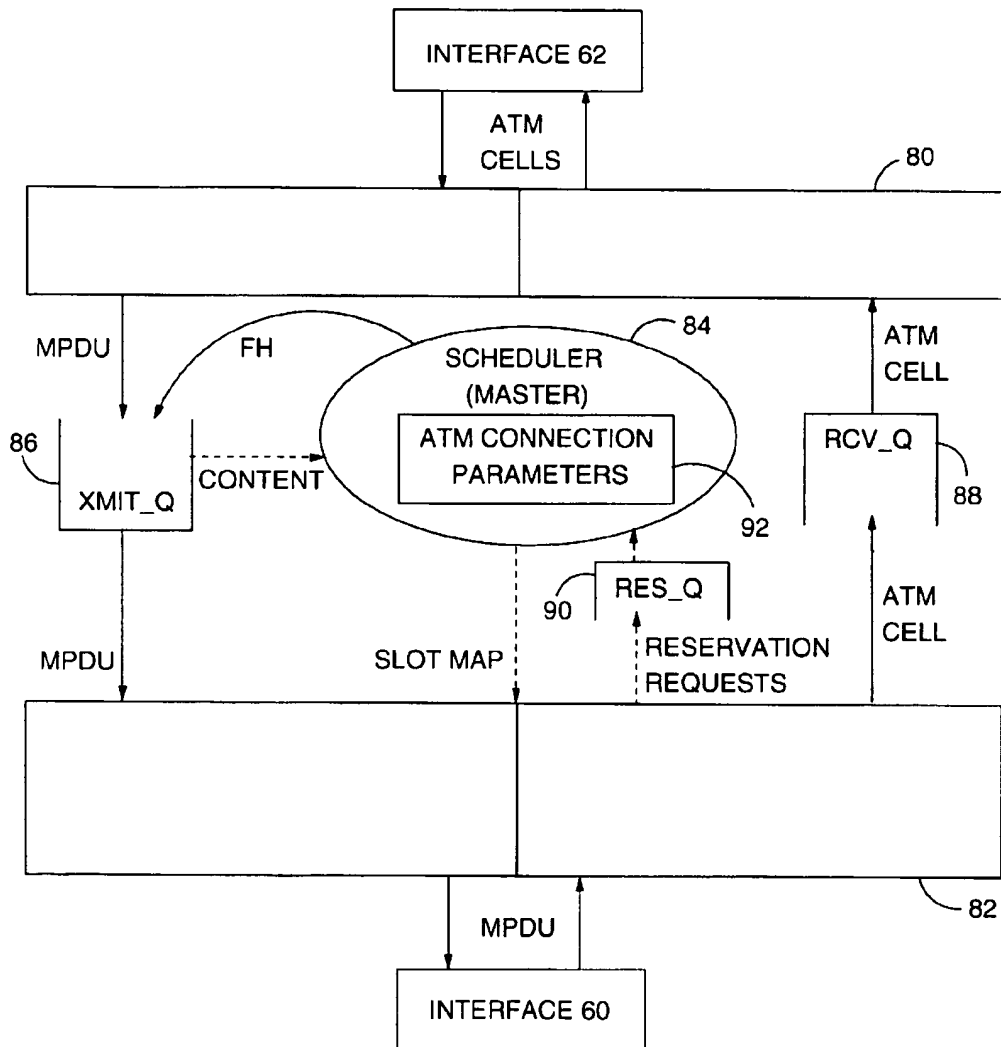 INTERFACE 62
ATM
CELLS
80
MPDU
FH
84
SCHEDULER
(MASTER)
ATM
CELL
86
XMIT_Q
CONTENT
ATM CONNECTION
PARAMETERS
92
RCV_Q
88
90
RES_Q
ATM
CELL
MPDU
SLOT MAP
RESERVATION
REQUESTS
82
MPDU
INTERFACE 60